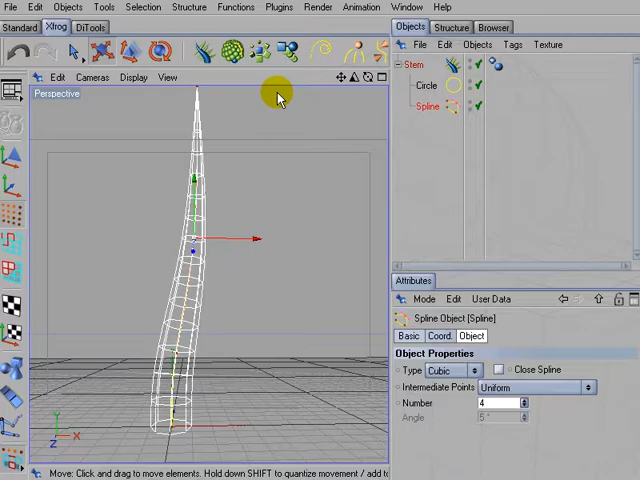 File Edit Objects Tools Selection Structure Functions Plugins Render Animation Window
Standard Xfrog DiTools
Objects Structure Browser
File Edit Objects Tags Texture
Edit Cameras Display View
Perspective
Stem
Circle
Spline
Y
X
Z
Attributes
Mode Edit User Data
Spline Object [Spline]
Basic Coord. Object
Object Properties
Type Cubic Close Spline
Intermediate Points Uniform
Number 4
Angle 5 °
Move: Click and drag to move elements. Hold down SHIFT to quantize movement / add to